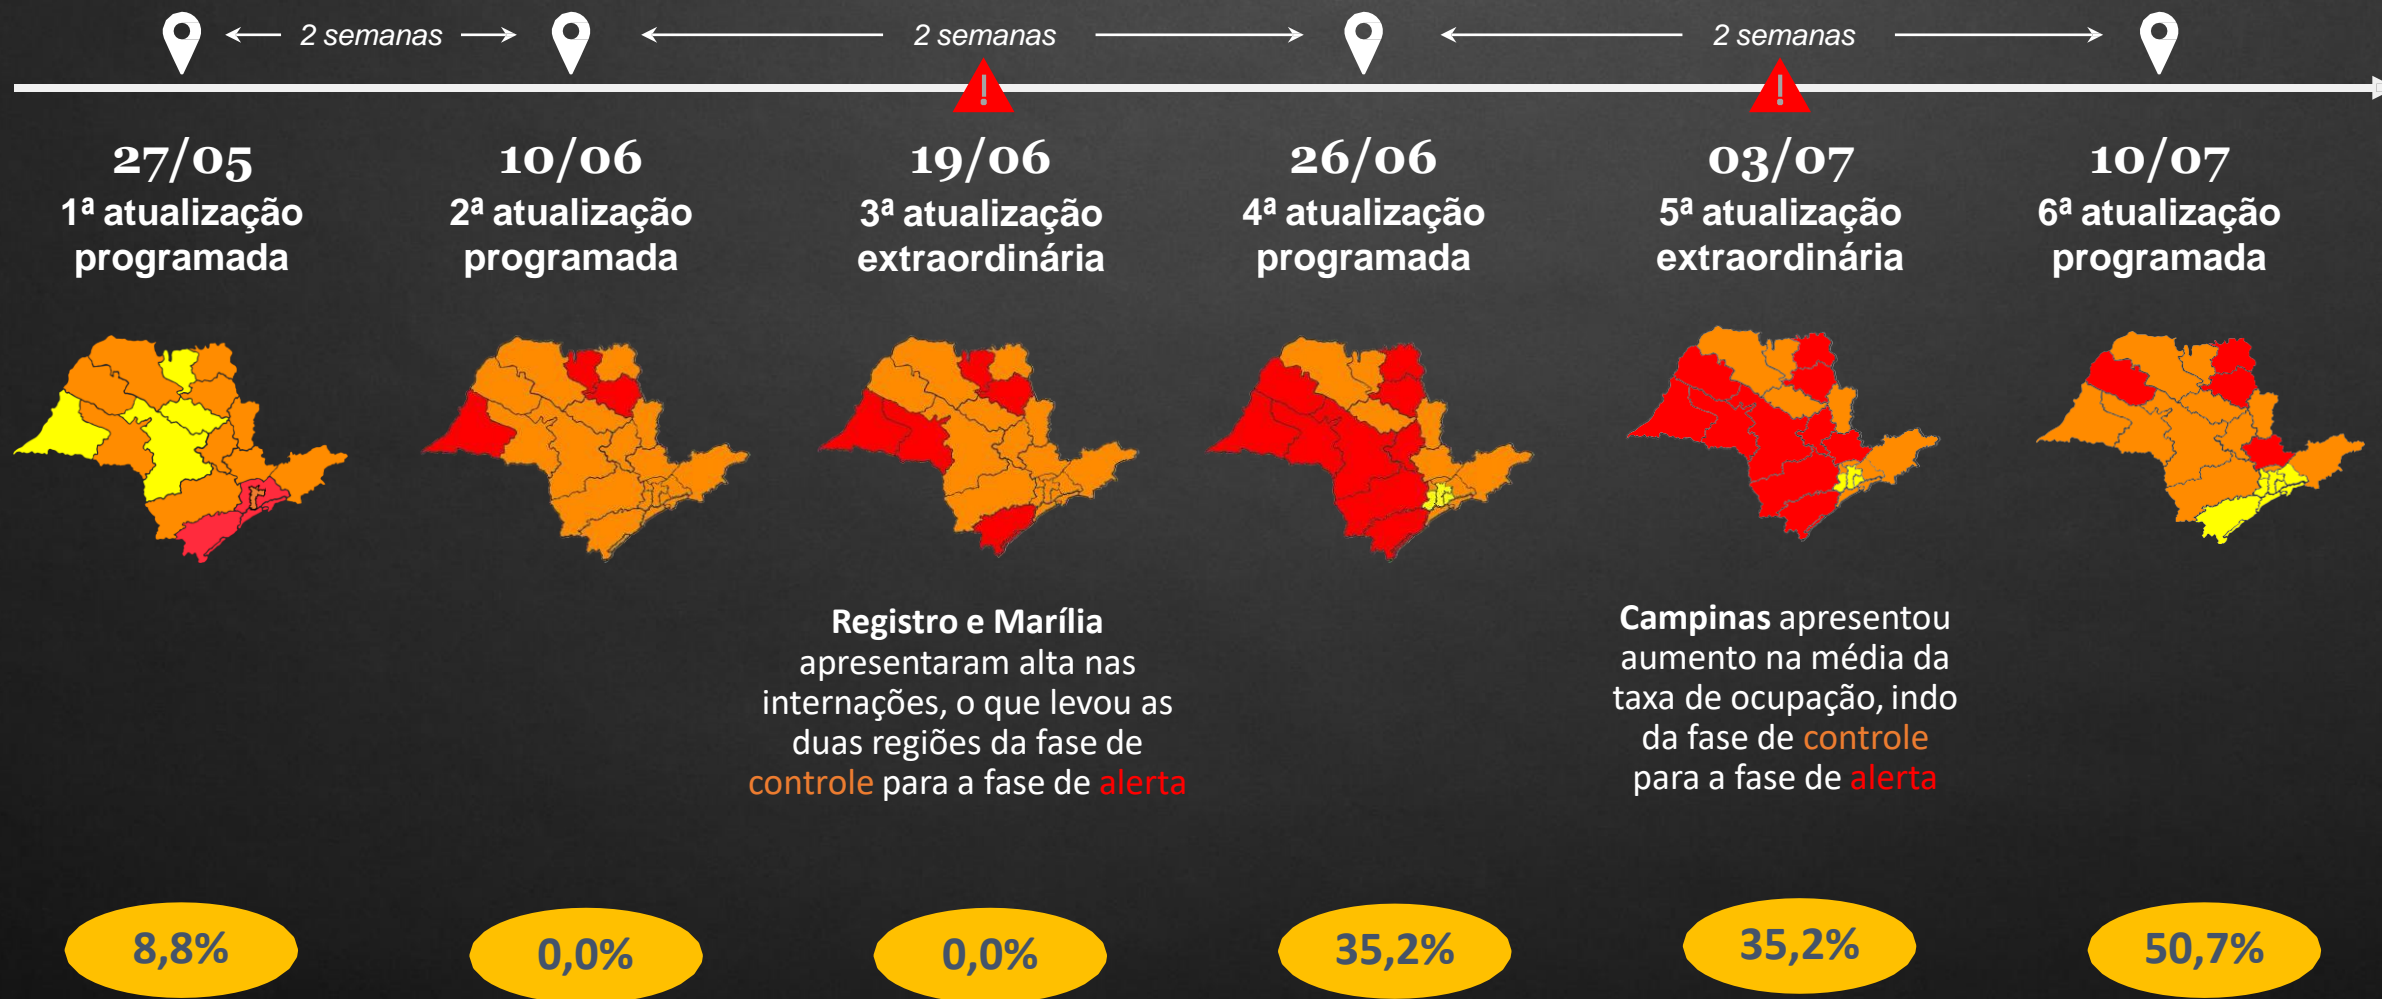 2 semanas
2 semanas
2 semanas
!
!
27/05
1ª atualização
programada
10/06
2ª atualização
programada
19/06
3ª atualização
extraordinária
26/06
4ª atualização
programada
03/07
5ª atualização
extraordinária
10/07
6ª atualização
programada
Registro e Marília
apresentaram alta nas
internações, o que levou as
duas regiões da fase de
controle para a fase de alerta
Campinas apresentou
aumento na média da
taxa de ocupação, indo
da fase de controle
para a fase de alerta
8,8%
0,0%
0,0%
35,2%
35,2%
50,7%